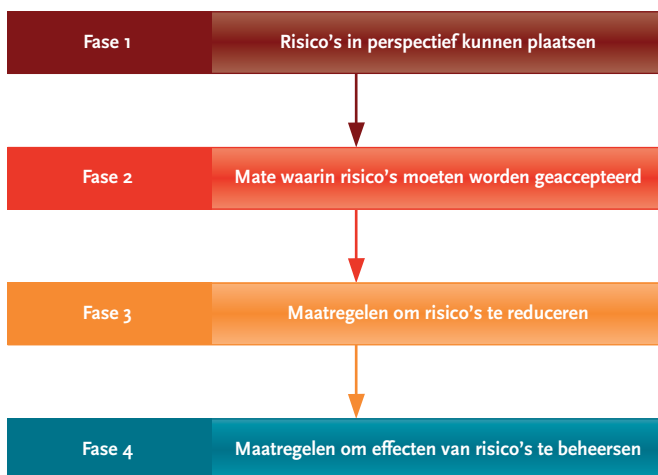 Fase 1
Risico's in perspectief kunnen plaatsen
Fase 2
Mate waarin risico's moeten worden geaccepteerd
Fase 3
Maatregelen om risico's te reduceren
Fase 4
Maatregelen om effecten van risico's te beheersen